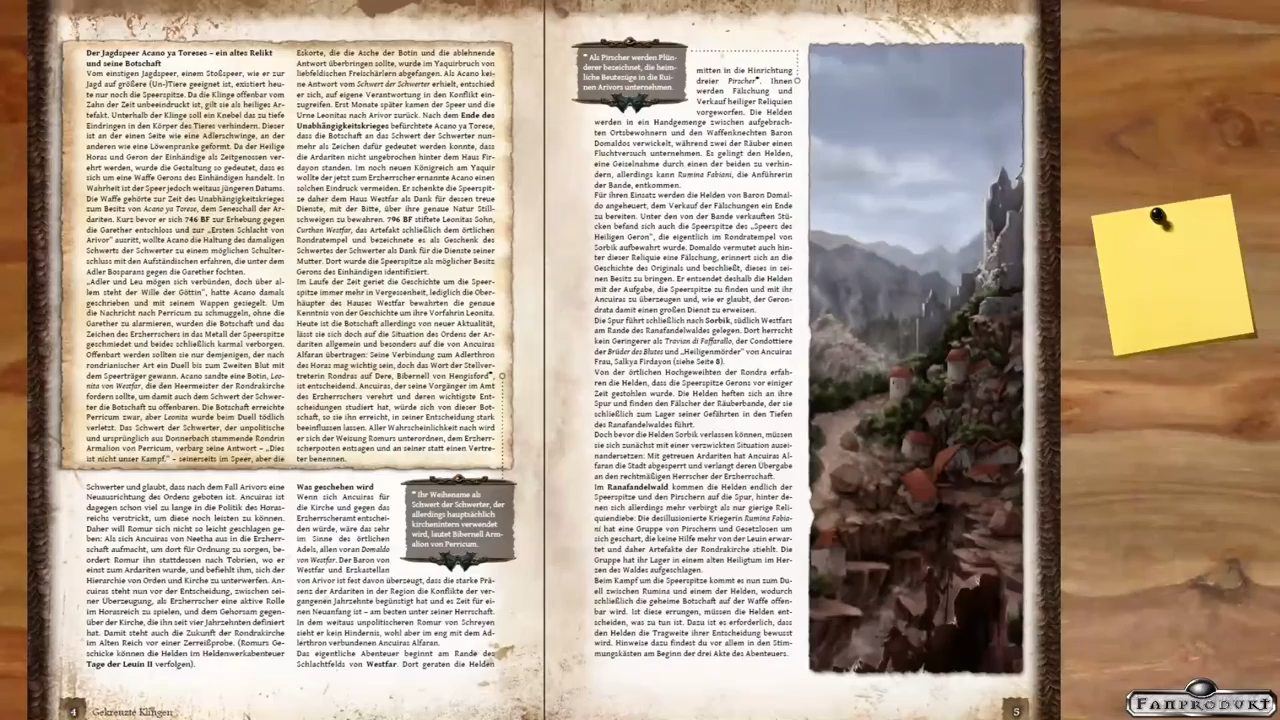 Der Jagdspeer Acano ya Toreses – ein altes Relikt
und seine Botschaft
Vom einstigen Jagdspeer, einem Stoßspeer, wie er zur
Jagd auf größere (Un-)Tiere geeignet ist, existiert heu-
te nur noch die Speerspitze. Da die Klinge offenbar vom
Zahn der Zeit unbeeindruckt ist, gilt sie als heiliges Ar-
tefakt. Unterhalb der Klinge soll ein Knebel das zu tiefe
Eindringen in den Körper des Tieres verhindern. Dieser
ist an der einen Seite wie eine Adlerschwinge, an der
anderen wie eine Löwenpranke geformt. Da der Heilige
Horas und Geron der Einhändige als Zeitgenossen ver-
ehrt werden, wurde die Gestaltung so gedeutet, dass es
sich um eine Waffe Gerons des Einhändigen handelt. In
Wahrheit ist der Speer jedoch weitaus jüngeren Datums.
Die Waffe gehörte zur Zeit des Unabhängigkeitskrieges
zum Besitz von Acano ya Torese, dem Seneschall der Ar-
dariten. Kurz bevor er sich 746 BF zur Erhebung gegen
die Garether entschloss und zur „Ersten Schlacht von
Arivor" ausritt, wollte Acano die Haltung des damaligen
Schwerts der Schwerter zu einem möglichen Schulter-
schluss mit den Aufständischen erfahren, die unter dem
Adler Bosparans gegen die Garether fochten.
„Adler und Leu mögen sich verbünden, doch über al-
lem steht der Wille der Göttin", hatte Acano damals
geschrieben und mit seinem Wappen gesiegelt. Um
die Nachricht nach Perricum zu schmuggeln, ohne die
Garether zu alarmieren, wurden die Botschaft und das
Zeichen des Erzherrschers in das Metall der Speerspitze
geschmiedet und beides schließlich karmal verborgen.
Offenbart werden sollten sie nur demjenigen, der nach
rondrianischer Art ein Duell bis zum Zweiten Blut mit
dem Speerträger gewann. Acano sandte eine Botin, Leo-
nita von Westfar, die den Heermeister der Rondrakirche
fordern sollte, um damit auch dem Schwert der Schwer-
ter die Botschaft zu offenbaren. Die Botschaft erreichte
Perricum zwar, aber Leonita wurde beim Duell tödlich
verletzt. Das Schwert der Schwerter, der unpolitische
und ursprünglich aus Donnerbach stammende Rondrin
Armalion von Perricum, verbarg seine Antwort – „Dies
ist nicht unser Kampf." – seinerseits im Speer, aber die
Eskorte, die die Asche der Botin und die ablehnende
Antwort überbringen sollte, wurde im Yaquirbruch von
liebfeldischen Freischärlern abgefangen. Als Acano kei-
ne Antwort vom Schwert der Schwerter erhielt, entschied
er sich, auf eigene Verantwortung in den Konflikt ein-
zugreifen. Erst Monate später kamen der Speer und die
Urne Leonitas nach Arivor zurück. Nach dem Ende des
Unabhängigkeitskrieges befürchtete Acano ya Torese,
dass die Botschaft an das Schwert der Schwerter nun-
mehr als Zeichen dafür gedeutet werden konnte, dass
die Ardariten nicht ungebrochen hinter dem Haus Fir-
dayon standen. Im noch neuen Königreich am Yaquir
wollte der jetzt zum Erzherrscher ernannte Acano einen
solchen Eindruck vermeiden. Er schenkte die Speerspit-
ze daher dem Haus Westfar als Dank für dessen treue
Dienste, mit der Bitte, über ihre genaue Natur Still-
schweigen zu bewahren. 796 BF stiftete Leonitas Sohn,
Curthan Westfar, das Artefakt schließlich dem örtlichen
Rondratempel und bezeichnete es als Geschenk des
Schwertes der Schwerter als Dank für die Dienste seiner
Mutter. Dort wurde die Speerspitze als möglicher Besitz
Gerons des Einhändigen identifiziert.
Im Laufe der Zeit geriet die Geschichte um die Speer-
spitze immer mehr in Vergessenheit, lediglich die Ober-
häupter des Hauses Westfar bewahrten die genaue
Kenntnis von der Geschichte um ihre Vorfahrin Leonita.
Heute ist die Botschaft allerdings von neuer Aktualität,
lässt sie sich doch auf die Situation des Ordens der Ar-
dariten allgemein und besonders auf die von Ancuiras
Alfaran übertragen: Seine Verbindung zum Adlerthron
des Horas mag wichtig sein, doch das Wort der Stellver-
treterin Rondras auf Dere, Bibernell von Hengisford*,
ist entscheidend. Ancuiras, der seine Vorgänger im Amt
des Erzherrschers verehrt und deren wichtigste Ent-
scheidungen studiert hat, würde sich von dieser Bot-
schaft, so sie ihn erreicht, in seiner Entscheidung stark
beeinflussen lassen. Aller Wahrscheinlichkeit nach wird
er sich der Weisung Romurs unterordnen, dem Erzherr-
scherposten entsagen und an seiner statt einen Vertre-
ter benennen.
Schwerter und glaubt, dass nach dem Fall Arivors eine
Neuausrichtung des Ordens geboten ist. Ancuiras ist
dagegen schon viel zu lange in die Politik des Horas-
reichs verstrickt, um diese noch leisten zu können.
Daher will Romur sich nicht so leicht geschlagen ge-
ben: Als sich Ancuiras von Neetha aus in die Erzherr-
schaft aufmacht, um dort für Ordnung zu sorgen, be-
ordert Romur ihn stattdessen nach Tobrien, wo er
einst zum Ardariten wurde, und befiehlt ihm, sich der
Hierarchie von Orden und Kirche zu unterwerfen. An-
cuiras steht nun vor der Entscheidung, zwischen sei-
ner Überzeugung, als Erzherrscher eine aktive Rolle
im Horasreich zu spielen, und dem Gehorsam gegen-
über der Kirche, die ihn seit vier Jahrzehnten definiert
hat. Damit steht auch die Zukunft der Rondrakirche
im Alten Reich vor einer Zerreißprobe. (Romurs Ge-
schicke können die Helden im Heldenwerkabenteuer
Tage der Leuin II verfolgen).
Was geschehen wird
Wenn sich Ancuiras für
die Kirche und gegen das
Erzherrscheramt entschei-
den würde, wäre das sehr
im Sinne des örtlichen
Adels, allen voran Domaldo
von Westfar. Der Baron von
Westfar und Erzkastellan
von Arivor ist fest davon überzeugt, dass die starke Prä-
senz der Ardariten in der Region die Konflikte der ver-
gangenen Jahrzehnte begünstigt hat und es Zeit für ei-
nen Neuanfang ist – am besten unter seiner Herrschaft.
In dem weitaus unpolitischeren Romur von Schreyen
sieht er kein Hindernis, wohl aber im eng mit dem Ad-
lerthron verbundenen Ancuiras Alfaran.
Das eigentliche Abenteuer beginnt am Rande des
Schlachtfelds von Westfar. Dort geraten die Helden
* Ihr Weihename als
Schwert der Schwerter, der
allerdings hauptsächlich
kirchenintern verwendet
wird, lautet Bibernell Arm-
alion von Perricum.
4 Gekreuzte Klingen
* Als Pirscher werden Plün-
derer bezeichnet, die heim-
liche Beutezüge in die Rui-
nen Arivors unternehmen.
mitten in die Hinrichtung
dreier Pirscher*. Ihnen
werden Fälschung und
Verkauf heiliger Reliquien
vorgeworfen. Die Helden
werden in ein Handgemenge zwischen aufgebrach-
ten Ortsbewohnern und den Waffenknechten Baron
Domaldos verwickelt, während zwei der Räuber einen
Fluchtversuch unternehmen. Es gelingt den Helden,
eine Geiselnahme durch einen der beiden zu verhin-
dern, allerdings kann Rumina Fabiani, die Anführerin
der Bande, entkommen.
Für ihren Einsatz werden die Helden von Baron Domal-
do angeheuert, dem Verkauf der Fälschungen ein Ende
zu bereiten. Unter den von der Bande verkauften Stü-
cken befand sich auch die Speerspitze des „Speers des
Heiligen Geron", die eigentlich im Rondratempel von
Sorbik aufbewahrt wurde. Domaldo vermutet auch hin-
ter dieser Reliquie eine Fälschung, erinnert sich an die
Geschichte des Originals und beschließt, dieses in sei-
nen Besitz zu bringen. Er entsendet deshalb die Helden
mit der Aufgabe, die Speerspitze zu finden und mit ihr
Ancuiras zu überzeugen und, wie er glaubt, der Geron-
drata damit einen großen Dienst zu erweisen.
Die Spur führt schließlich nach Sorbik, südlich Westfars
am Rande des Ranafandelwaldes gelegen. Dort herrscht
kein Geringerer als Travian di Faffarallo, der Condottiere
der Brüder des Blutes und „Heiligenmörder" von Ancuiras
Frau, Salkya Firdayon (siehe Seite 8).
Von der örtlichen Hochgeweihten der Rondra erfah-
ren die Helden, dass die Speerspitze Gerons vor einiger
Zeit gestohlen wurde. Die Helden heften sich an ihre
Spur und finden den Fälscher der Räuberbande, der sie
schließlich zum Lager seiner Gefährten in den Tiefen
des Ranafandelwaldes führt.
Doch bevor die Helden Sorbik verlassen können, müssen
sie sich zunächst mit einer verzwickten Situation ausei-
nandersetzen: Mit getreuen Ardariten hat Ancuiras Al-
faran die Stadt abgesperrt und verlangt deren Übergabe
an den rechtmäßigen Herrscher der Erzherrschaft.
Im Ranafandelwald kommen die Helden endlich der
Speerspitze und den Pirschern auf die Spur, hinter de-
nen sich allerdings mehr verbirgt als nur gierige Reli-
quiendiebe: Die desillusionierte Kriegerin Rumina Fabia-
ni hat eine Gruppe von Pirschern und Gesetzlosen um
sich geschart, die keine Hilfe mehr von der Leuin erwar-
tet und daher Artefakte der Rondrakirche stiehlt. Die
Gruppe hat ihr Lager in einem alten Heiligtum im Her-
zen des Waldes aufgeschlagen.
Beim Kampf um die Speerspitze kommt es nun zum Du-
ell zwischen Rumina und einem der Helden, wodurch
schließlich die geheime Botschaft auf der Waffe offen-
bar wird. Ist diese errungen, müssen die Helden ent-
scheiden, was zu tun ist. Dazu ist es erforderlich, dass
den Helden die Tragweite ihrer Entscheidung bewusst
wird. Hinweise dazu findest du vor allem in den Stim-
mungskästen am Beginn der drei Akte des Abenteuers.
5
FANPRODUKT